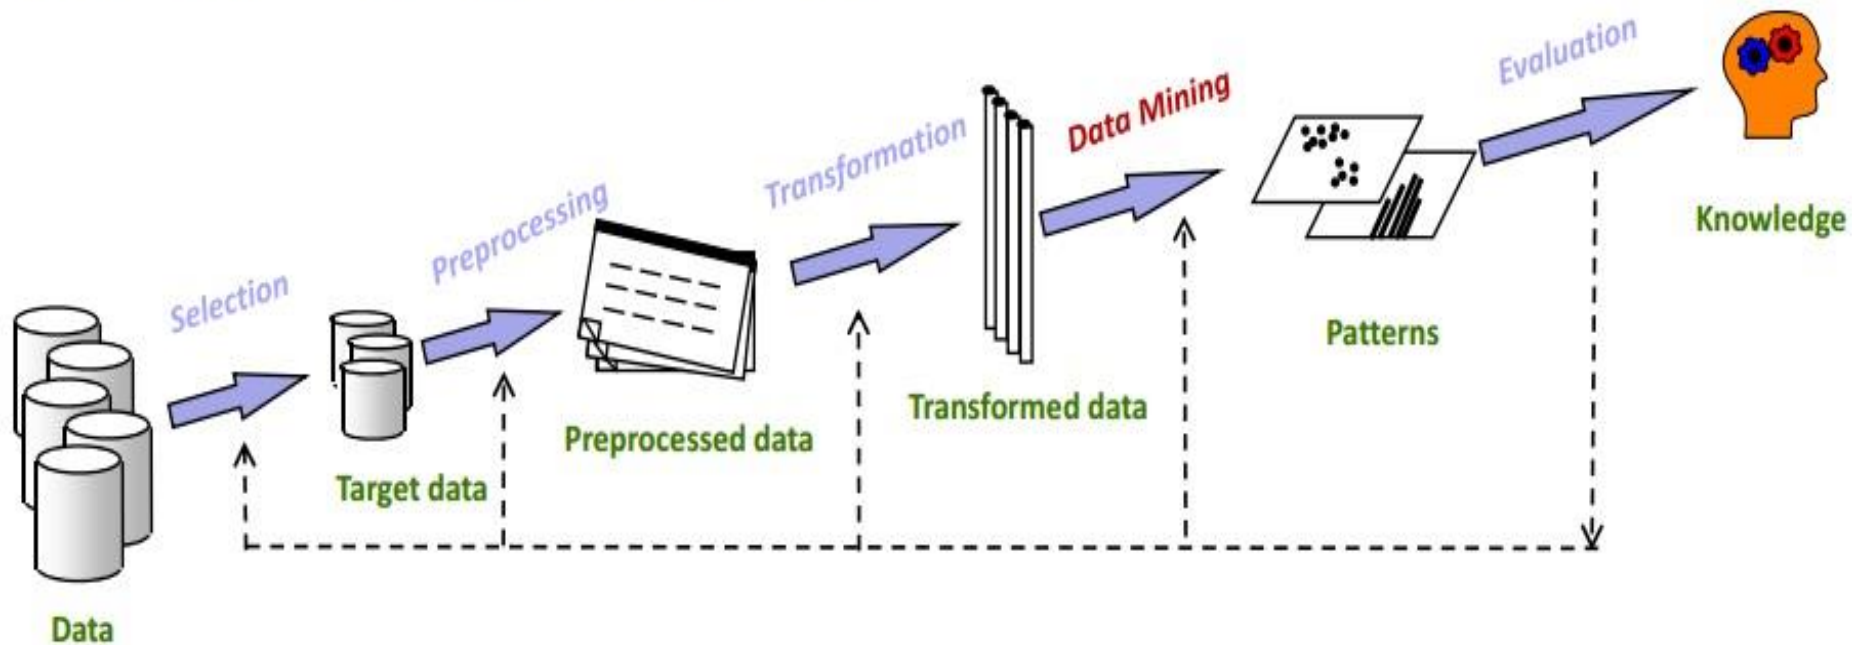 Selection
Preprocessing
Transformation
Data Mining
Evaluation
Data
Target data
Preprocessed data
Transformed data
Patterns
Knowledge